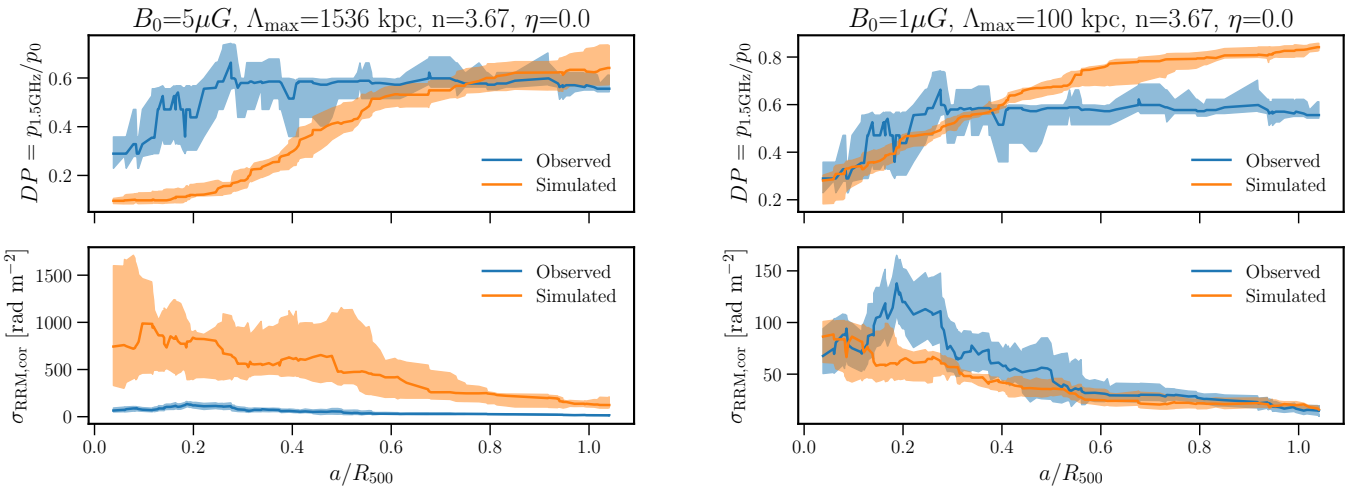 B₀=5μG, Λmax=1536 kpc, n=3.67, η=0.0
DP = p1.5GHz/p₀
0.6
0.4
0.2
Observed
Simulated
0.0 0.2 0.4 0.6 0.8 1.0
σRRM,cor [rad m⁻²]
1500
1000
500
0
Observed
Simulated
a/R₅₀₀
B₀=1μG, Λmax=100 kpc, n=3.67, η=0.0
DP = p1.5GHz/p₀
0.8
0.6
0.4
0.2
Observed
Simulated
σRRM,cor [rad m⁻²]
150
100
50
Observed
Simulated
0.0 0.2 0.4 0.6 0.8 1.0
a/R₅₀₀